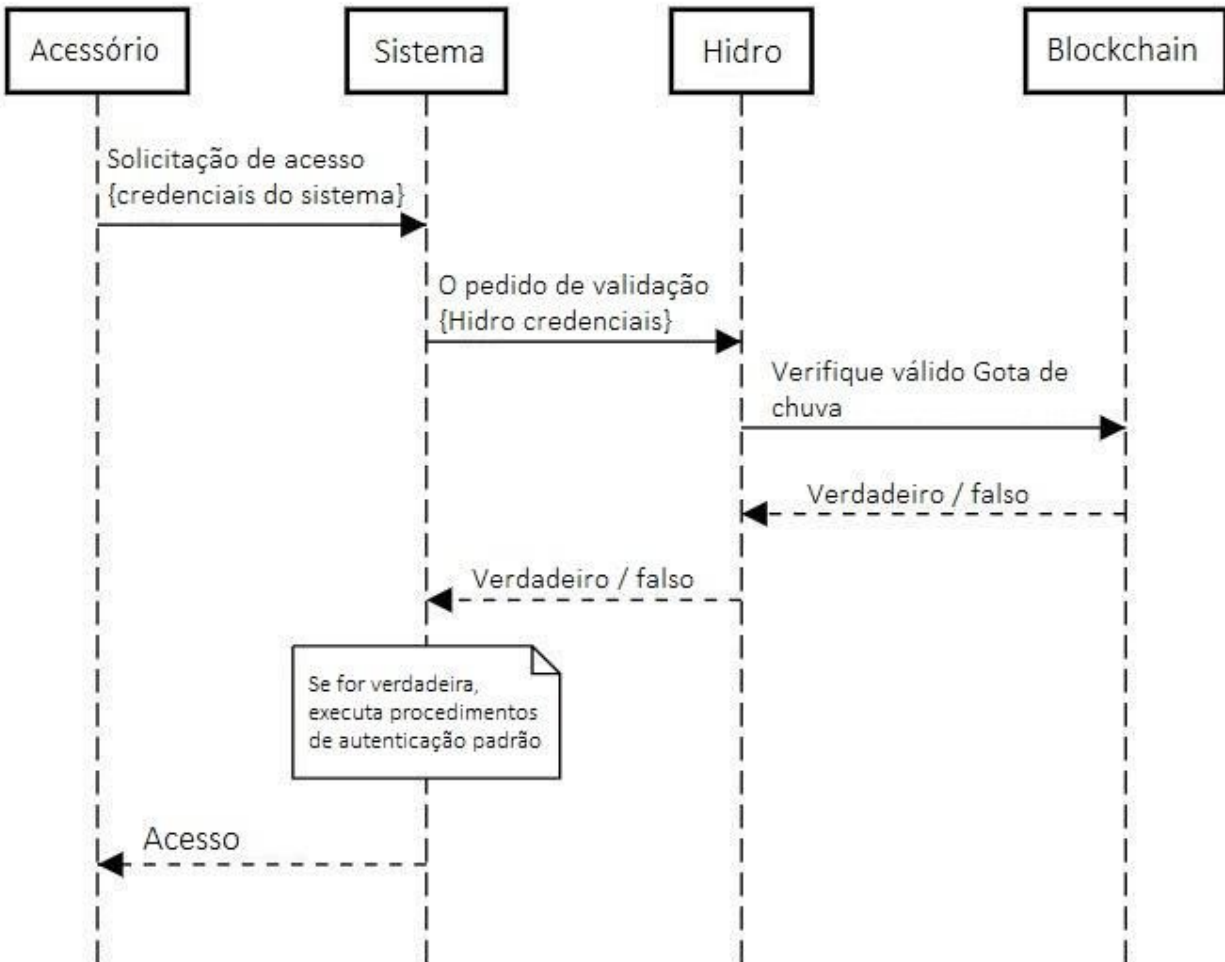 Acessório
Sistema
Hidro
Blockchain
Solicitação de acesso
{credenciais do sistema}
O pedido de validação
{Hidro credenciais}
Verifique válido Gota de
chuva
Verdadeiro / falso
Verdadeiro / falso
Se for verdadeira,
executa procedimentos
de autenticação padrão
Acesso